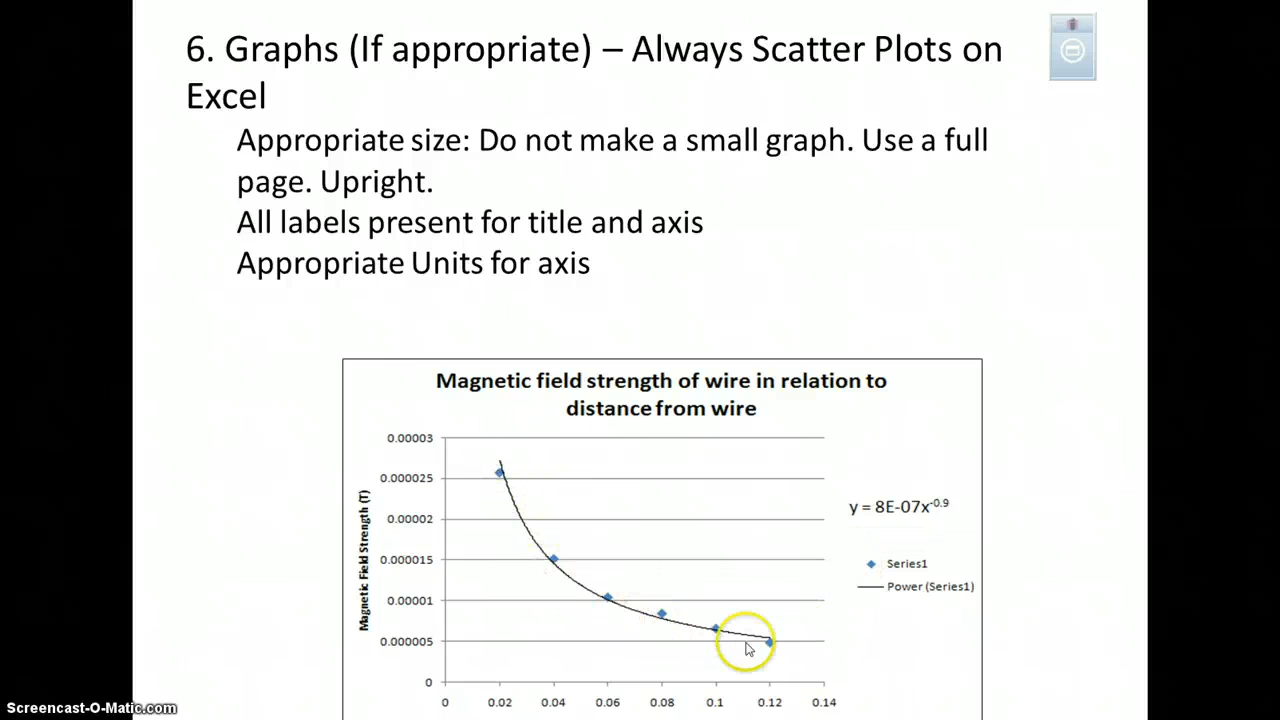 6. Graphs (If appropriate) – Always Scatter Plots on
Excel
Appropriate size: Do not make a small graph. Use a full
page. Upright.
All labels present for title and axis
Appropriate Units for axis
Magnetic field strength of wire in relation to
distance from wire
0.00003
0.000025
0.00002
0.000015
0.00001
0.000005
0
Magnetic Field Strength (T)
y = 8E-07x^-0.9
Series1
Power (Series1)
0 0.02 0.04 0.06 0.08 0.1 0.12 0.14
Screencast-O-Matic.com